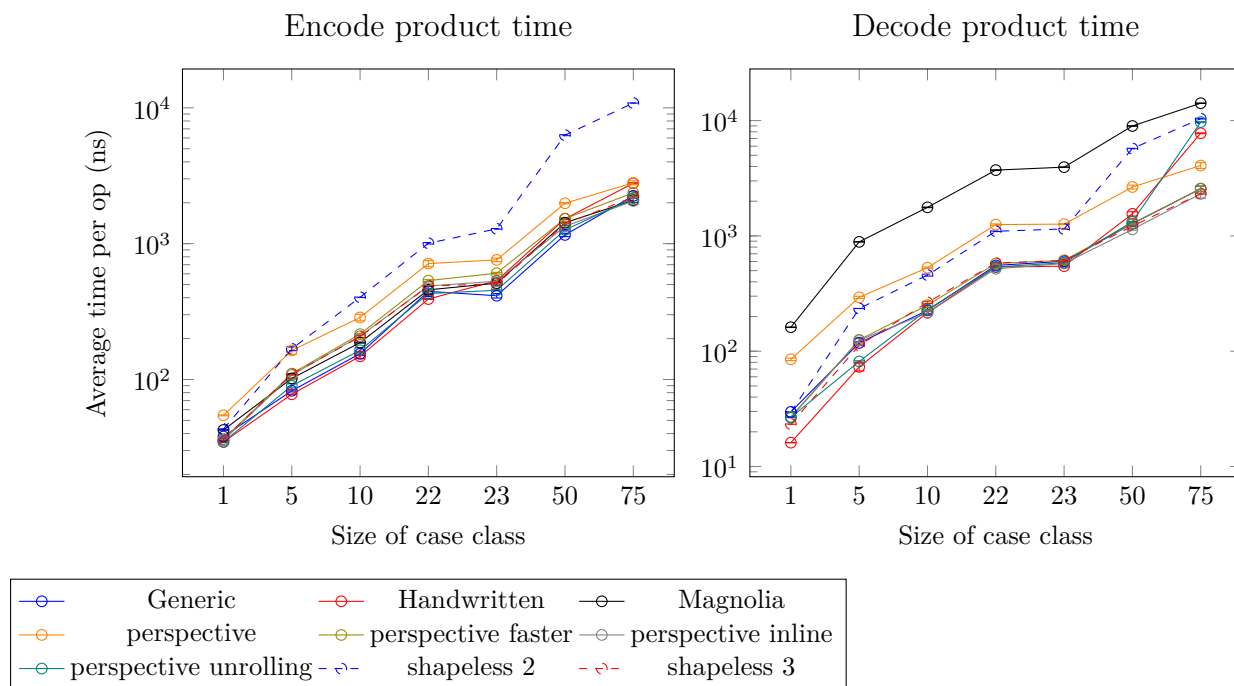 Encode product time
Decode product time
Average time per op (ns)
10^4
10^3
10^2
1 5 10 22 23 50 75
Size of case class
10^4
10^3
10^2
10^1
1 5 10 22 23 50 75
Size of case class
Generic Handwritten Magnolia
perspective perspective faster perspective inline
perspective unrolling shapeless 2 shapeless 3